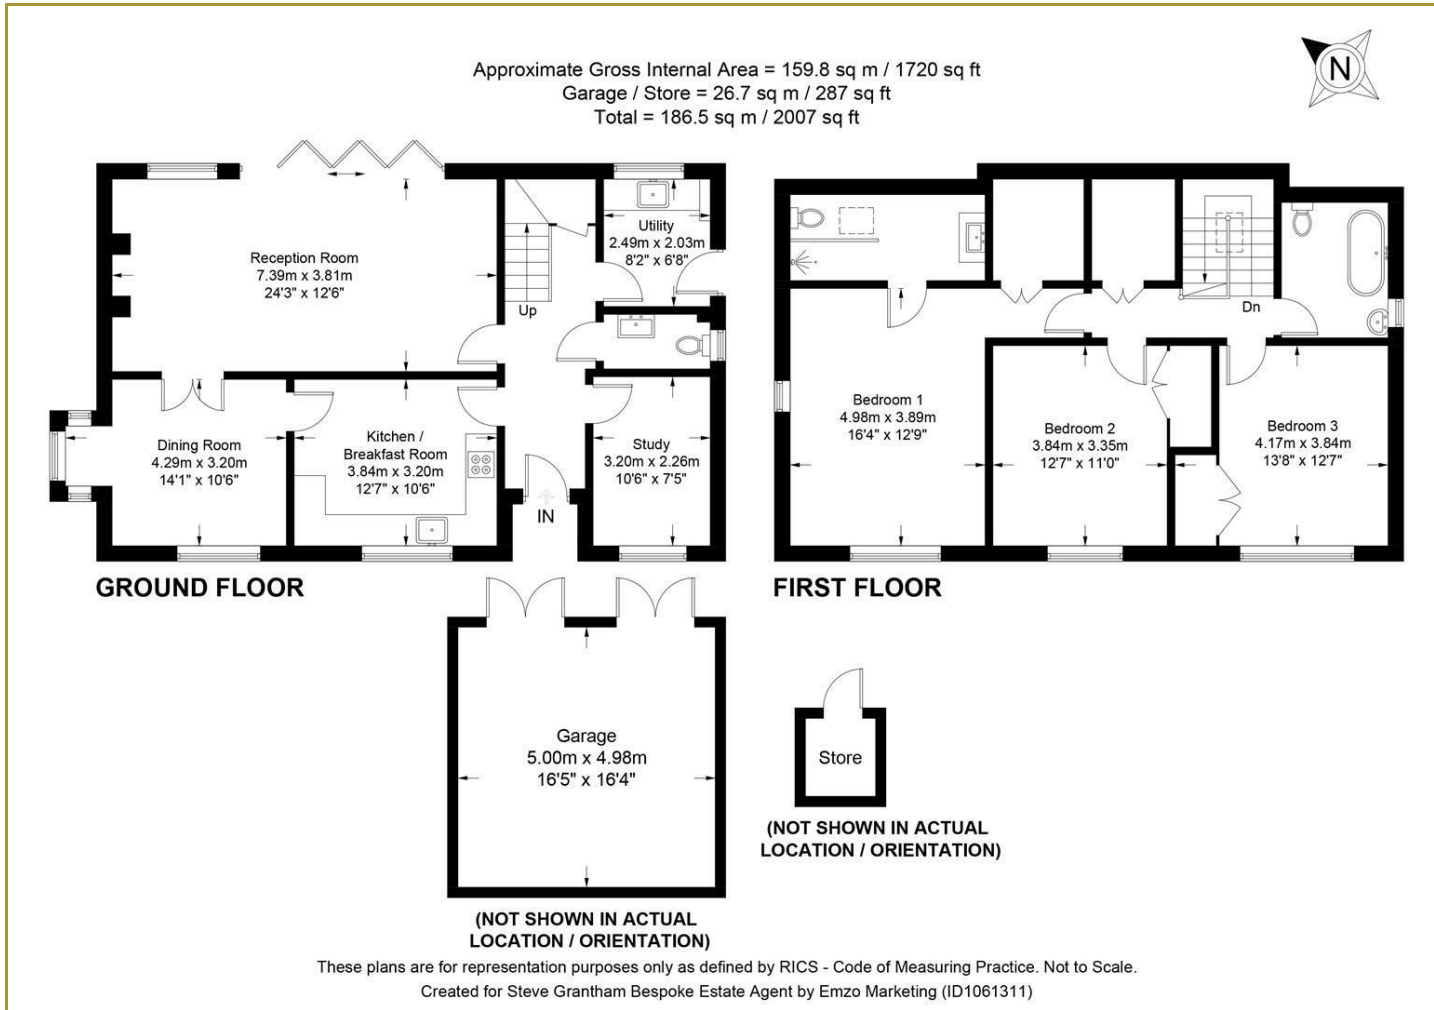 Approximate Gross Internal Area = 159.8 sq m / 1720 sq ft
Garage / Store = 26.7 sq m / 287 sq ft
Total = 186.5 sq m / 2007 sq ft
N
Reception Room
7.39m x 3.81m
24'3" x 12'6"
Up
Utility
2.49m x 2.03m
8'2" x 6'8"
Dining Room
4.29m x 3.20m
14'1" x 10'6"
Kitchen /
Breakfast Room
3.84m x 3.20m
12'7" x 10'6"
Study
3.20m x 2.26m
10'6" x 7'5"
IN
GROUND FLOOR
Dn
Bedroom 1
4.98m x 3.89m
16'4" x 12'9"
Bedroom 2
3.84m x 3.35m
12'7" x 11'0"
Bedroom 3
4.17m x 3.84m
13'8" x 12'7"
FIRST FLOOR
Garage
5.00m x 4.98m
16'5" x 16'4"
(NOT SHOWN IN ACTUAL
LOCATION / ORIENTATION)
Store
(NOT SHOWN IN ACTUAL
LOCATION / ORIENTATION)
These plans are for representation purposes only as defined by RICS - Code of Measuring Practice. Not to Scale.
Created for Steve Grantham Bespoke Estate Agent by Emzo Marketing (ID1061311)